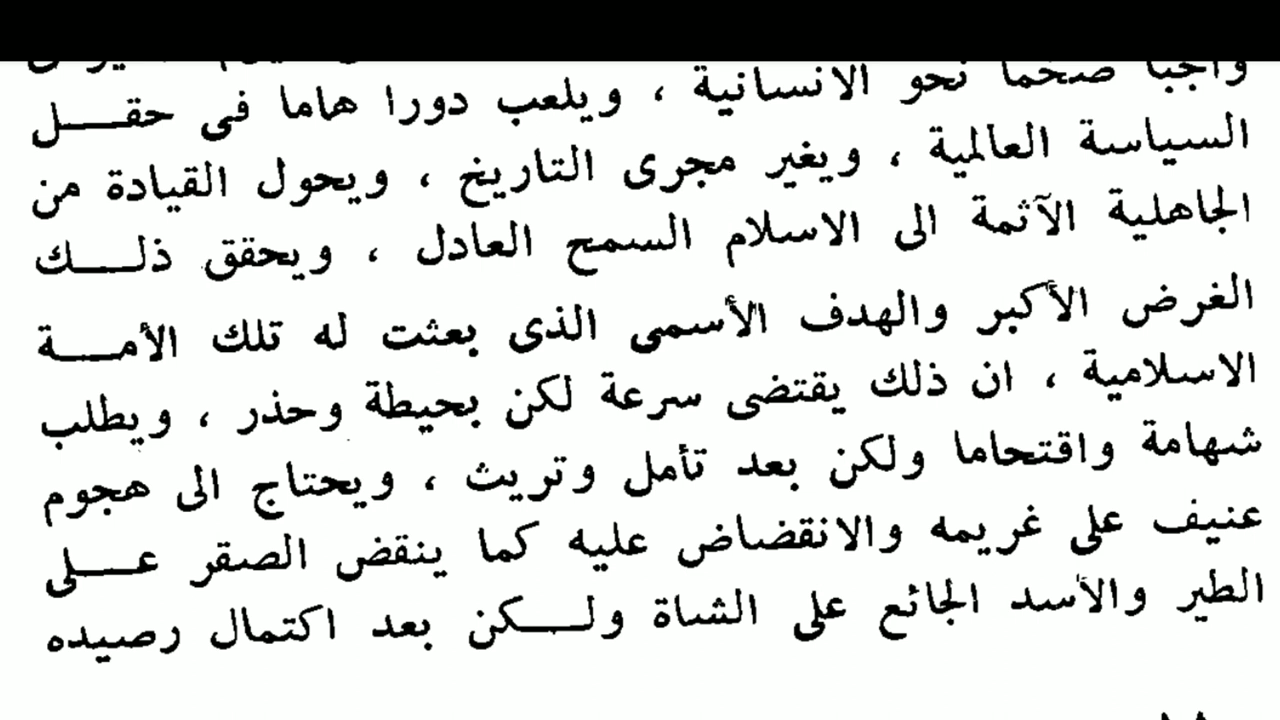 واجبا ضخما نحو الانسانية ، ويلعب دورا هاما فى حقـــل
السياسة العالمية ، ويغير مجرى التاريخ ، ويحول القيادة من
الجاهلية الآثمة الى الاسلام السمح العادل ، ويحقق ذلـــك
الغرض الأكبر والهدف الأسمى الذى بعثت له تلك الأمـــة
الاسلامية ، ان ذلك يقتضى سرعة لكن بحيطة وحذر ، ويطلب
شهامة واقتحاما ولكن بعد تأمل وتريث ، ويحتاج الى هجوم
عنيف على غريمه والانقضاض عليه كما ينقض الصقر عـــلى
الطير والأسد الجائع على الشاة ولـــكن بعد اكتمال رصيده